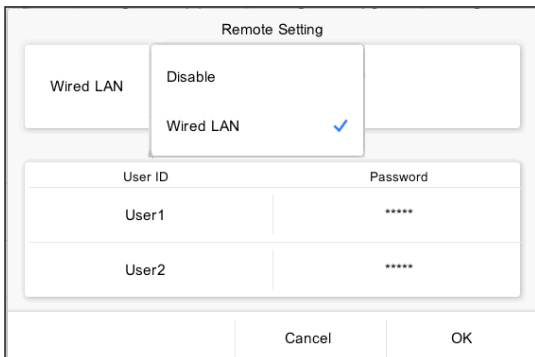 Remote Setting
Wired LAN
Disable
Wired LAN
User ID Password
User1 *****
User2 *****
Cancel OK